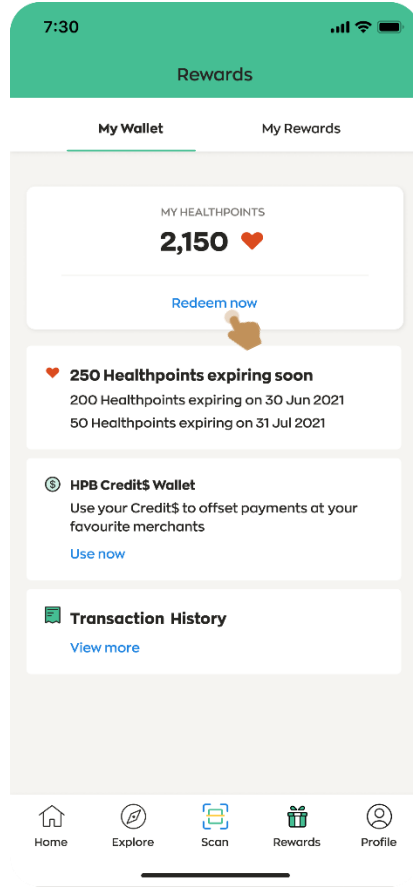 7:30
Rewards
My Wallet
My Rewards
MY HEALTHPOINTS
2,150
Redeem now
250 Healthpoints expiring soon
200 Healthpoints expiring on 30 Jun 2021
50 Healthpoints expiring on 31 Jul 2021
HPB Credit$ Wallet
Use your Credit$ to offset payments at your
favourite merchants
Use now
Transaction History
View more
Home
Explore
Scan
Rewards
Profile